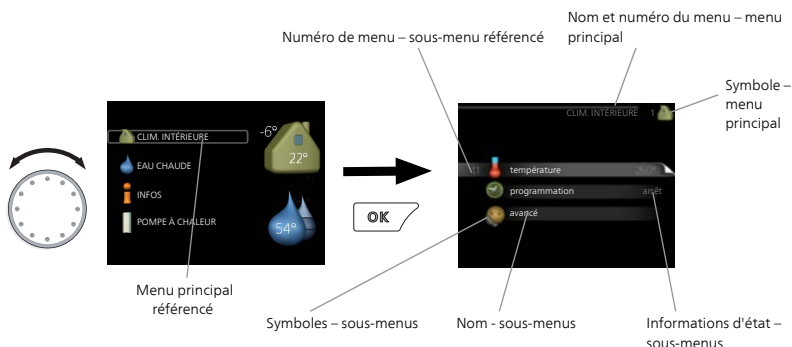 Nom et numéro du menu – menu
principal
Numéro de menu – sous-menu référencé
Symbole –
menu
principal
CLIM. INTÉRIEURE
EAU CHAUDE
INFOS
POMPE À CHALEUR
-6°
22°
54°
OK
CLIM. INTÉRIEURE 1
température
programmation arrêt
avancé
Menu principal
référencé
Symboles – sous-menus
Nom - sous-menus
Informations d'état –
sous-menus